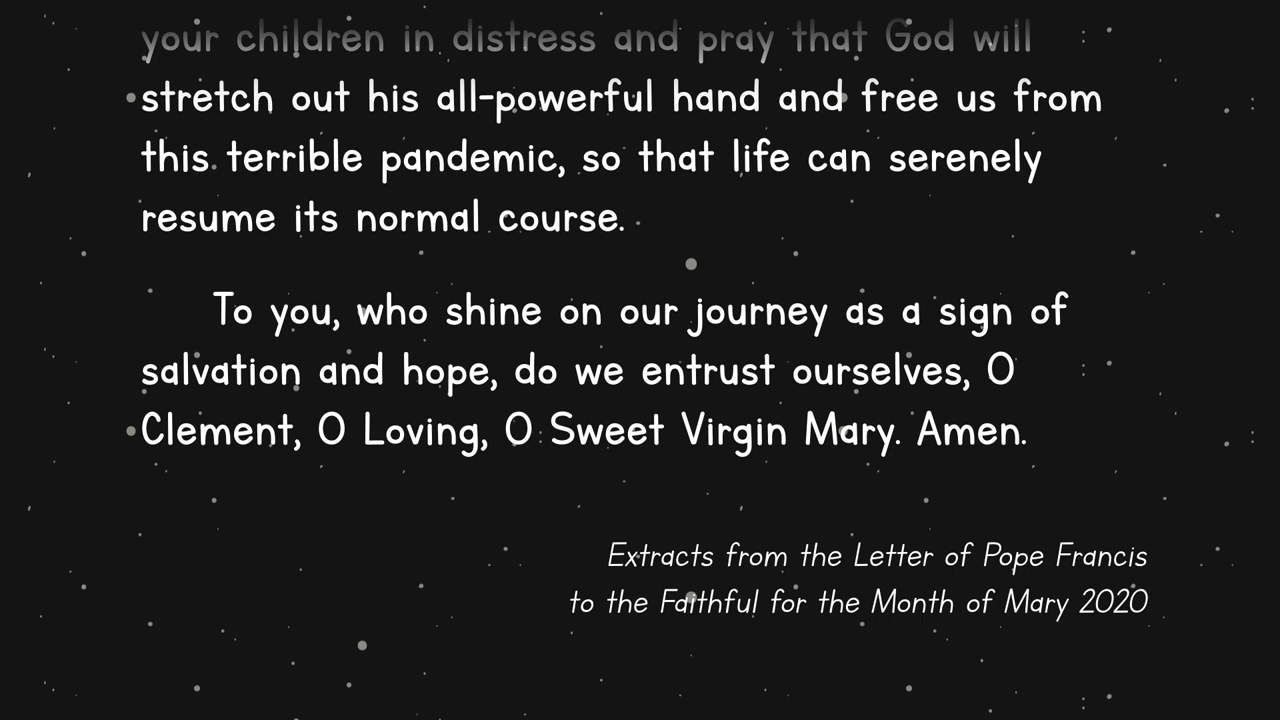 your children in distress and pray that God will
stretch out his all-powerful hand and free us from
this terrible pandemic, so that life can serenely
resume its normal course.
To you, who shine on our journey as a sign of
salvation and hope, do we entrust ourselves, O
Clement, O Loving, O Sweet Virgin Mary. Amen.
Extracts from the Letter of Pope Francis
to the Faithful for the Month of Mary 2020